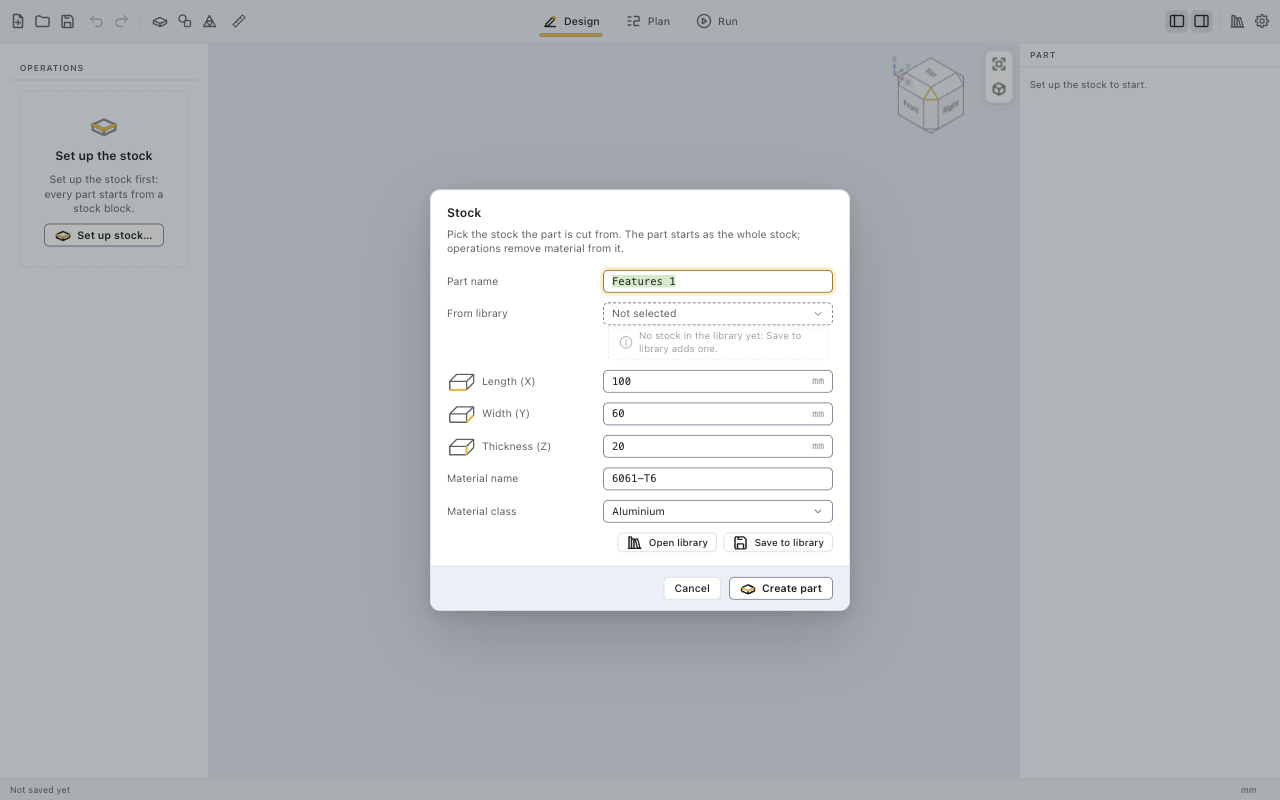 Design
Plan
Run
OPERATIONS
Set up the stock
Set up the stock first:
every part starts from a
stock block.
Set up stock...
Top
Front
Right
PART
Set up the stock to start.
Stock
Pick the stock the part is cut from. The part starts as the whole stock;
operations remove material from it.
Part name
Features 1
From library
Not selected
No stock in the library yet: Save to
library adds one.
Length (X)
100
mm
Width (Y)
60
mm
Thickness (Z)
20
mm
Material name
6061-T6
Material class
Aluminium
Open library
Save to library
Cancel
Create part
Not saved yet
mm